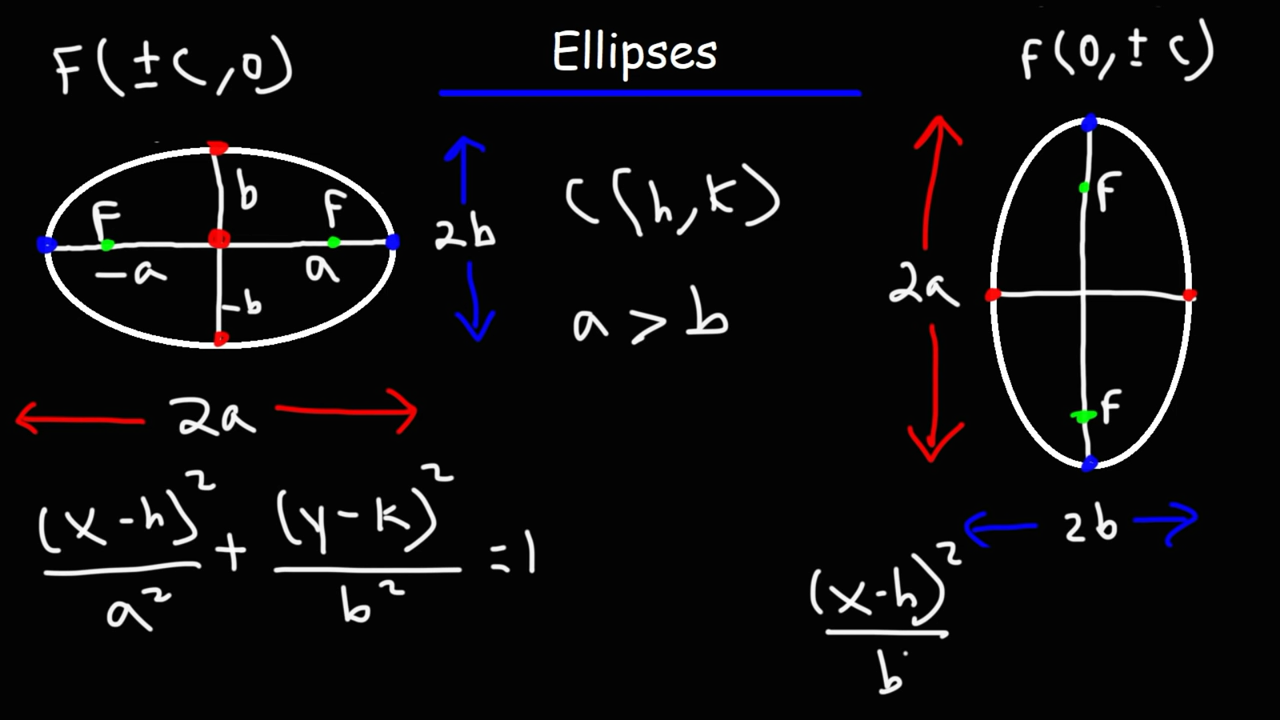 Ellipses
F(±c,0)
F
F
b
-a
a
-b
2b
2a
(x-h)²/a² + (y-k)²/b² = 1
C(h,k)
a > b
F(0,±c)
F
2a
F
2b
(x-h)²/b